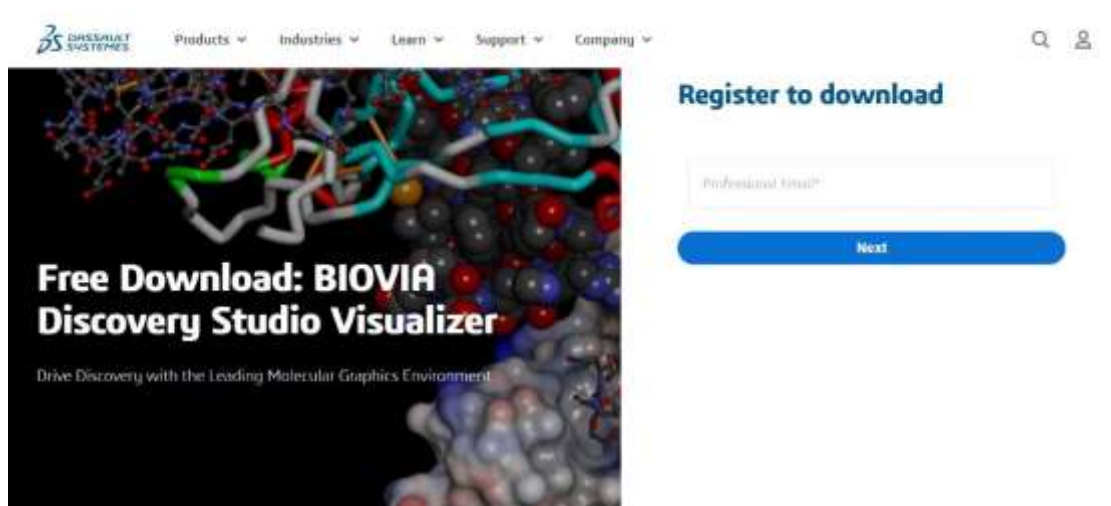 DASSAULT
SYSTEMES
Products
Industries
Learn
Support
Company
Register to download
Professional Email*
Next
Free Download: BIOVIA
Discovery Studio Visualizer
Drive Discovery with the Leading Molecular Graphics Environment